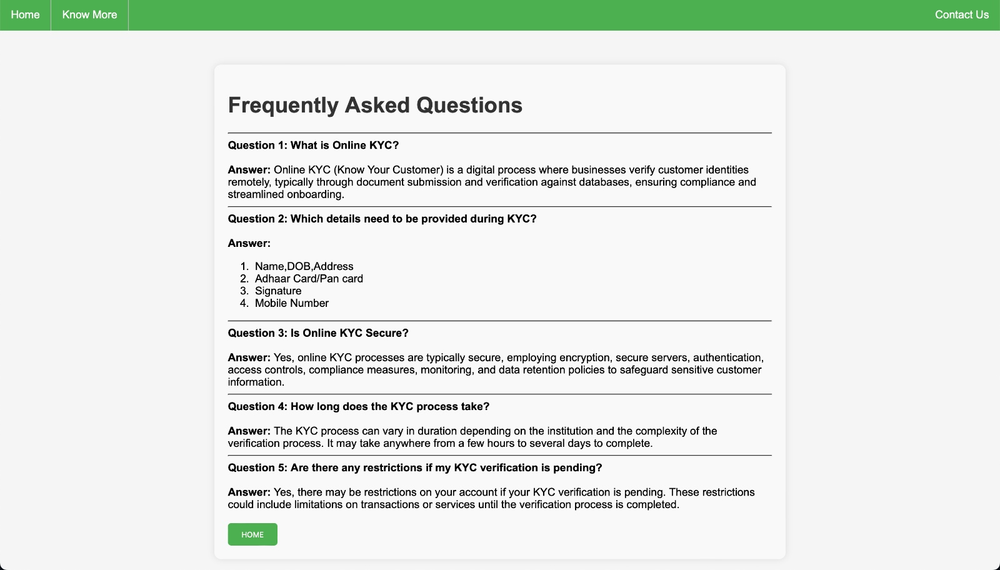 Home
Know More
Contact Us
Frequently Asked Questions
Question 1: What is Online KYC?
Answer: Online KYC (Know Your Customer) is a digital process where businesses verify customer identities
remotely, typically through document submission and verification against databases, ensuring compliance and
streamlined onboarding.
Question 2: Which details need to be provided during KYC?
Answer:
1. Name,DOB,Address
2. Adhaar Card/Pan card
3. Signature
4. Mobile Number
Question 3: Is Online KYC Secure?
Answer: Yes, online KYC processes are typically secure, employing encryption, secure servers, authentication,
access controls, compliance measures, monitoring, and data retention policies to safeguard sensitive customer
information.
Question 4: How long does the KYC process take?
Answer: The KYC process can vary in duration depending on the institution and the complexity of the
verification process. It may take anywhere from a few hours to several days to complete.
Question 5: Are there any restrictions if my KYC verification is pending?
Answer: Yes, there may be restrictions on your account if your KYC verification is pending. These restrictions
could include limitations on transactions or services until the verification process is completed.
HOME